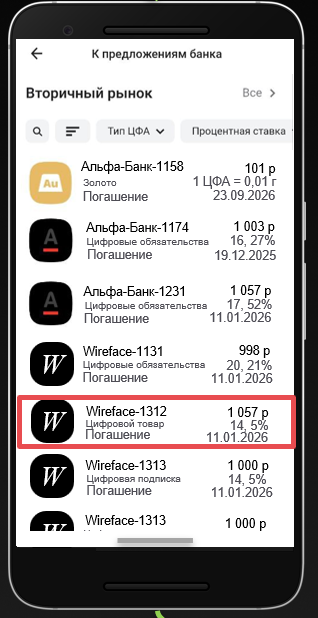 К предложениям банка
Вторичный рынок
Все
Тип ЦФА
Процентная ставка
Au
Альфа-Банк-1158
101 р
Золото
1 ЦФА = 0,01 г
Погашение
23.09.2026
А
Альфа-Банк-1174
1 003 р
Цифровые обязательства
16, 27%
Погашение
19.12.2025
А
Альфа-Банк-1231
1 057 р
Цифровые обязательства
17, 52%
Погашение
11.01.2026
W
Wireface-1131
998 р
Цифровые обязательства
20, 21%
Погашение
11.01.2026
W
Wireface-1312
1 057 р
Цифровой товар
14, 5%
Погашение
11.01.2026
W
Wireface-1313
1 000 р
Цифровая подписка
14, 5%
Погашение
11.01.2026
W
Wireface-1313
1 000 р